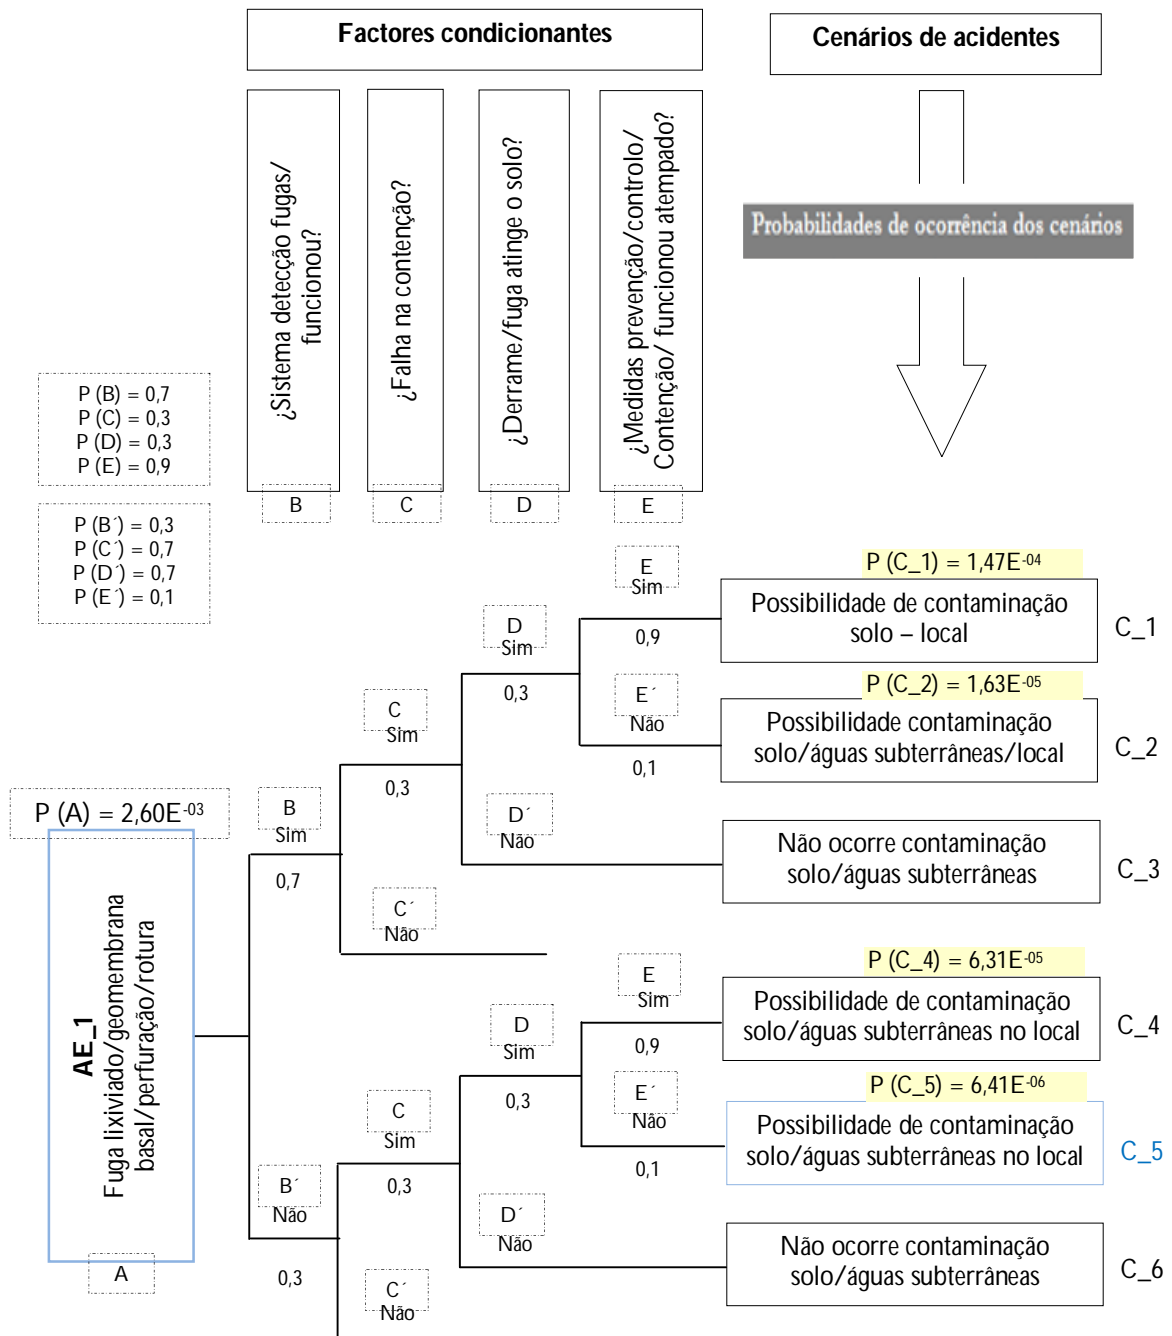 Factores condicionantes
Cenários de acidentes
¿Sistema detecção fugas/
funcionou?
¿Falha na contenção?
¿Derrame/fuga atinge o solo?
¿Medidas prevenção/controlo/
Contenção/ funcionou atempado?
Probabilidades de ocorrência dos cenários
P (B) = 0,7
P (C) = 0,3
P (D) = 0,3
P (E) = 0,9
B
C
D
E
P (B´) = 0,3
P (C´) = 0,7
P (D´) = 0,7
P (E´) = 0,1
E
Sim
0,9
P (C_1) = 1,47E-04
Possibilidade de contaminação
solo – local
C_1
D
Sim
0,3
E´
Não
0,1
P (C_2) = 1,63E-05
Possibilidade contaminação
solo/águas subterrâneas/local
C_2
C
Sim
0,3
D´
Não
Não ocorre contaminação
solo/águas subterrâneas
C_3
P (A) = 2,60E-03
B
Sim
0,7
C´
Não
AE_1
Fuga lixiviado/geomembrana
basal/perfuração/rotura
A
E
Sim
0,9
P (C_4) = 6,31E-05
Possibilidade de contaminação
solo/águas subterrâneas no local
C_4
D
Sim
0,3
E´
Não
0,1
P (C_5) = 6,41E-06
Possibilidade de contaminação
solo/águas subterrâneas no local
C_5
C
Sim
0,3
B´
Não
0,3
D´
Não
Não ocorre contaminação
solo/águas subterrâneas
C_6
C´
Não